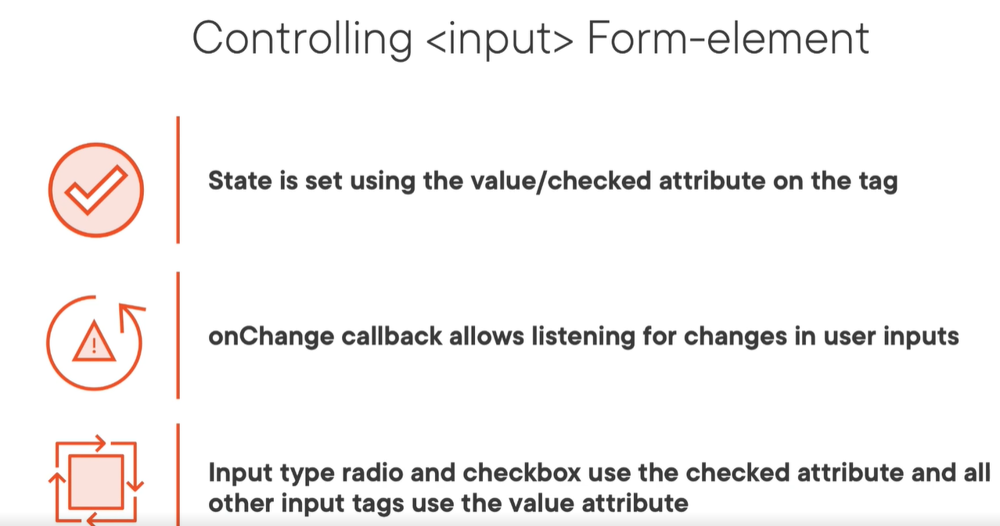 Controlling <input> Form-element
State is set using the value/checked attribute on the tag
onChange callback allows listening for changes in user inputs
Input type radio and checkbox use the checked attribute and all
other input tags use the value attribute